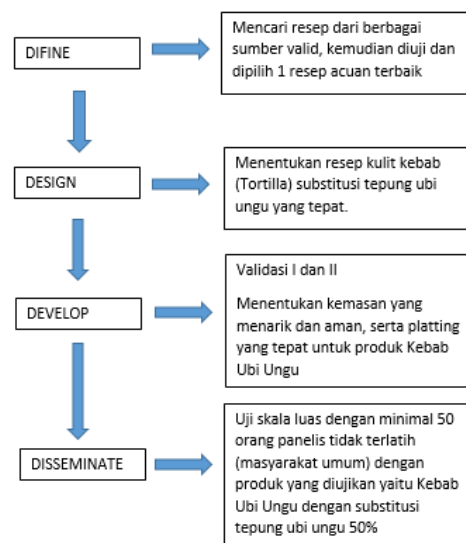 DIFINE
Mencari resep dari berbagai
sumber valid, kemudian diuji dan
dipilih 1 resep acuan terbaik
DESIGN
Menentukan resep kulit kebab
(Tortilla) substitusi tepung ubi
ungu yang tepat.
DEVELOP
Validasi I dan II
Menentukan kemasan yang
menarik dan aman, serta platting
yang tepat untuk produk Kebab
Ubi Ungu
DISSEMINATE
Uji skala luas dengan minimal 50
orang panelis tidak terlatih
(masyarakat umum) dengan
produk yang diujikan yaitu Kebab
Ubi Ungu dengan substitusi
tepung ubi ungu 50%